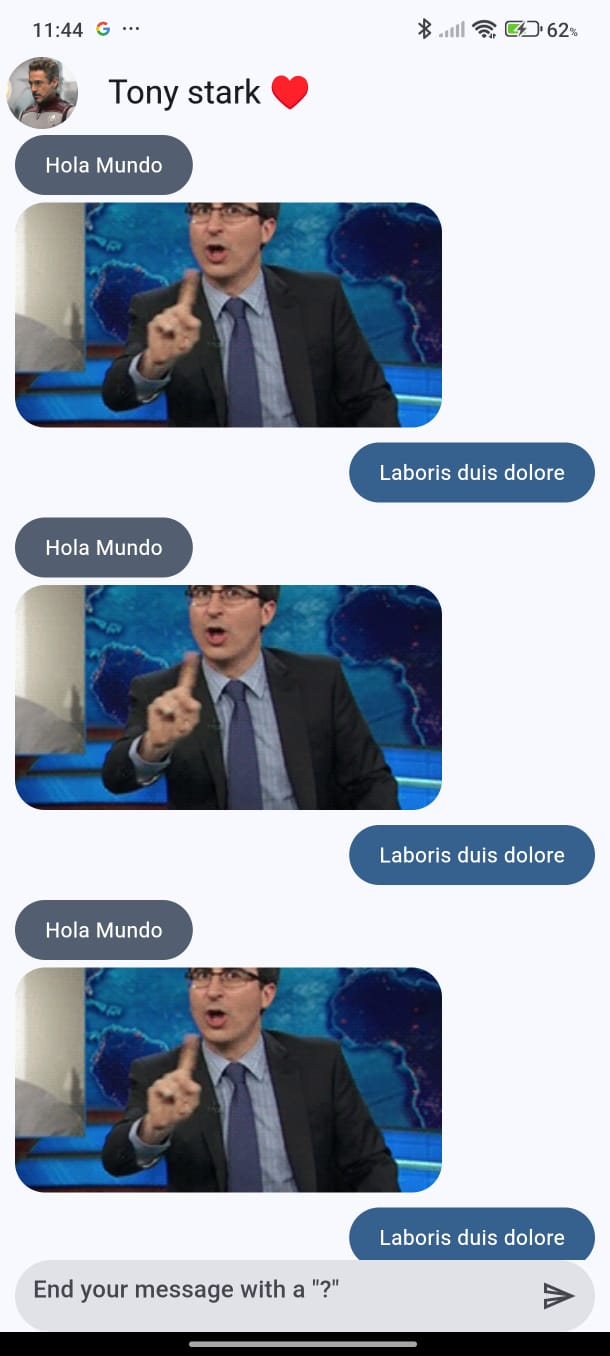 11:44 G ... 62%
Tony stark ❤️
Hola Mundo
Laboris duis dolore
Hola Mundo
Laboris duis dolore
Hola Mundo
Laboris duis dolore
End your message with a "?"